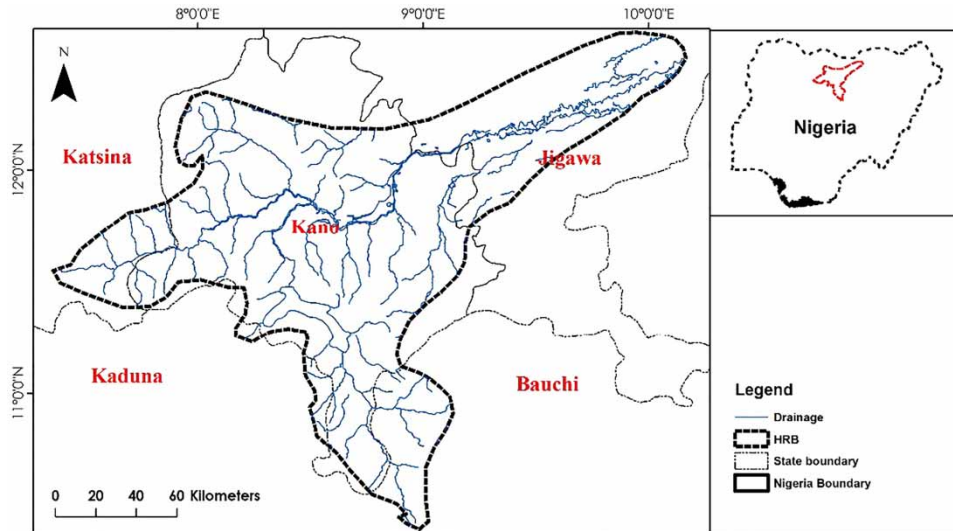 8°0'0"E
9°0'0"E
10°0'0"E
N
Katsina
12°0'0"N
Jigawa
Kano
Kaduna
11°0'0"N
Bauchi
0 20 40 60 Kilometers
Nigeria
Legend
Drainage
HRB
State boundary
Nigeria Boundary